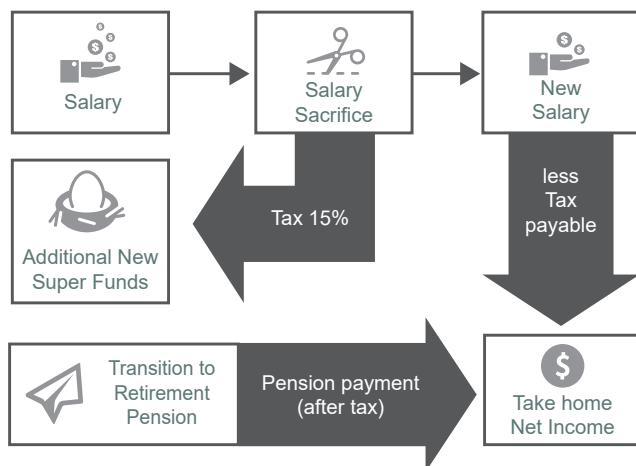 Salary
Salary
Sacrifice
New
Salary
Additional New
Super Funds
Tax 15%
less
Tax
payable
Transition to
Retirement
Pension
Pension payment
(after tax)
$
Take home
Net Income